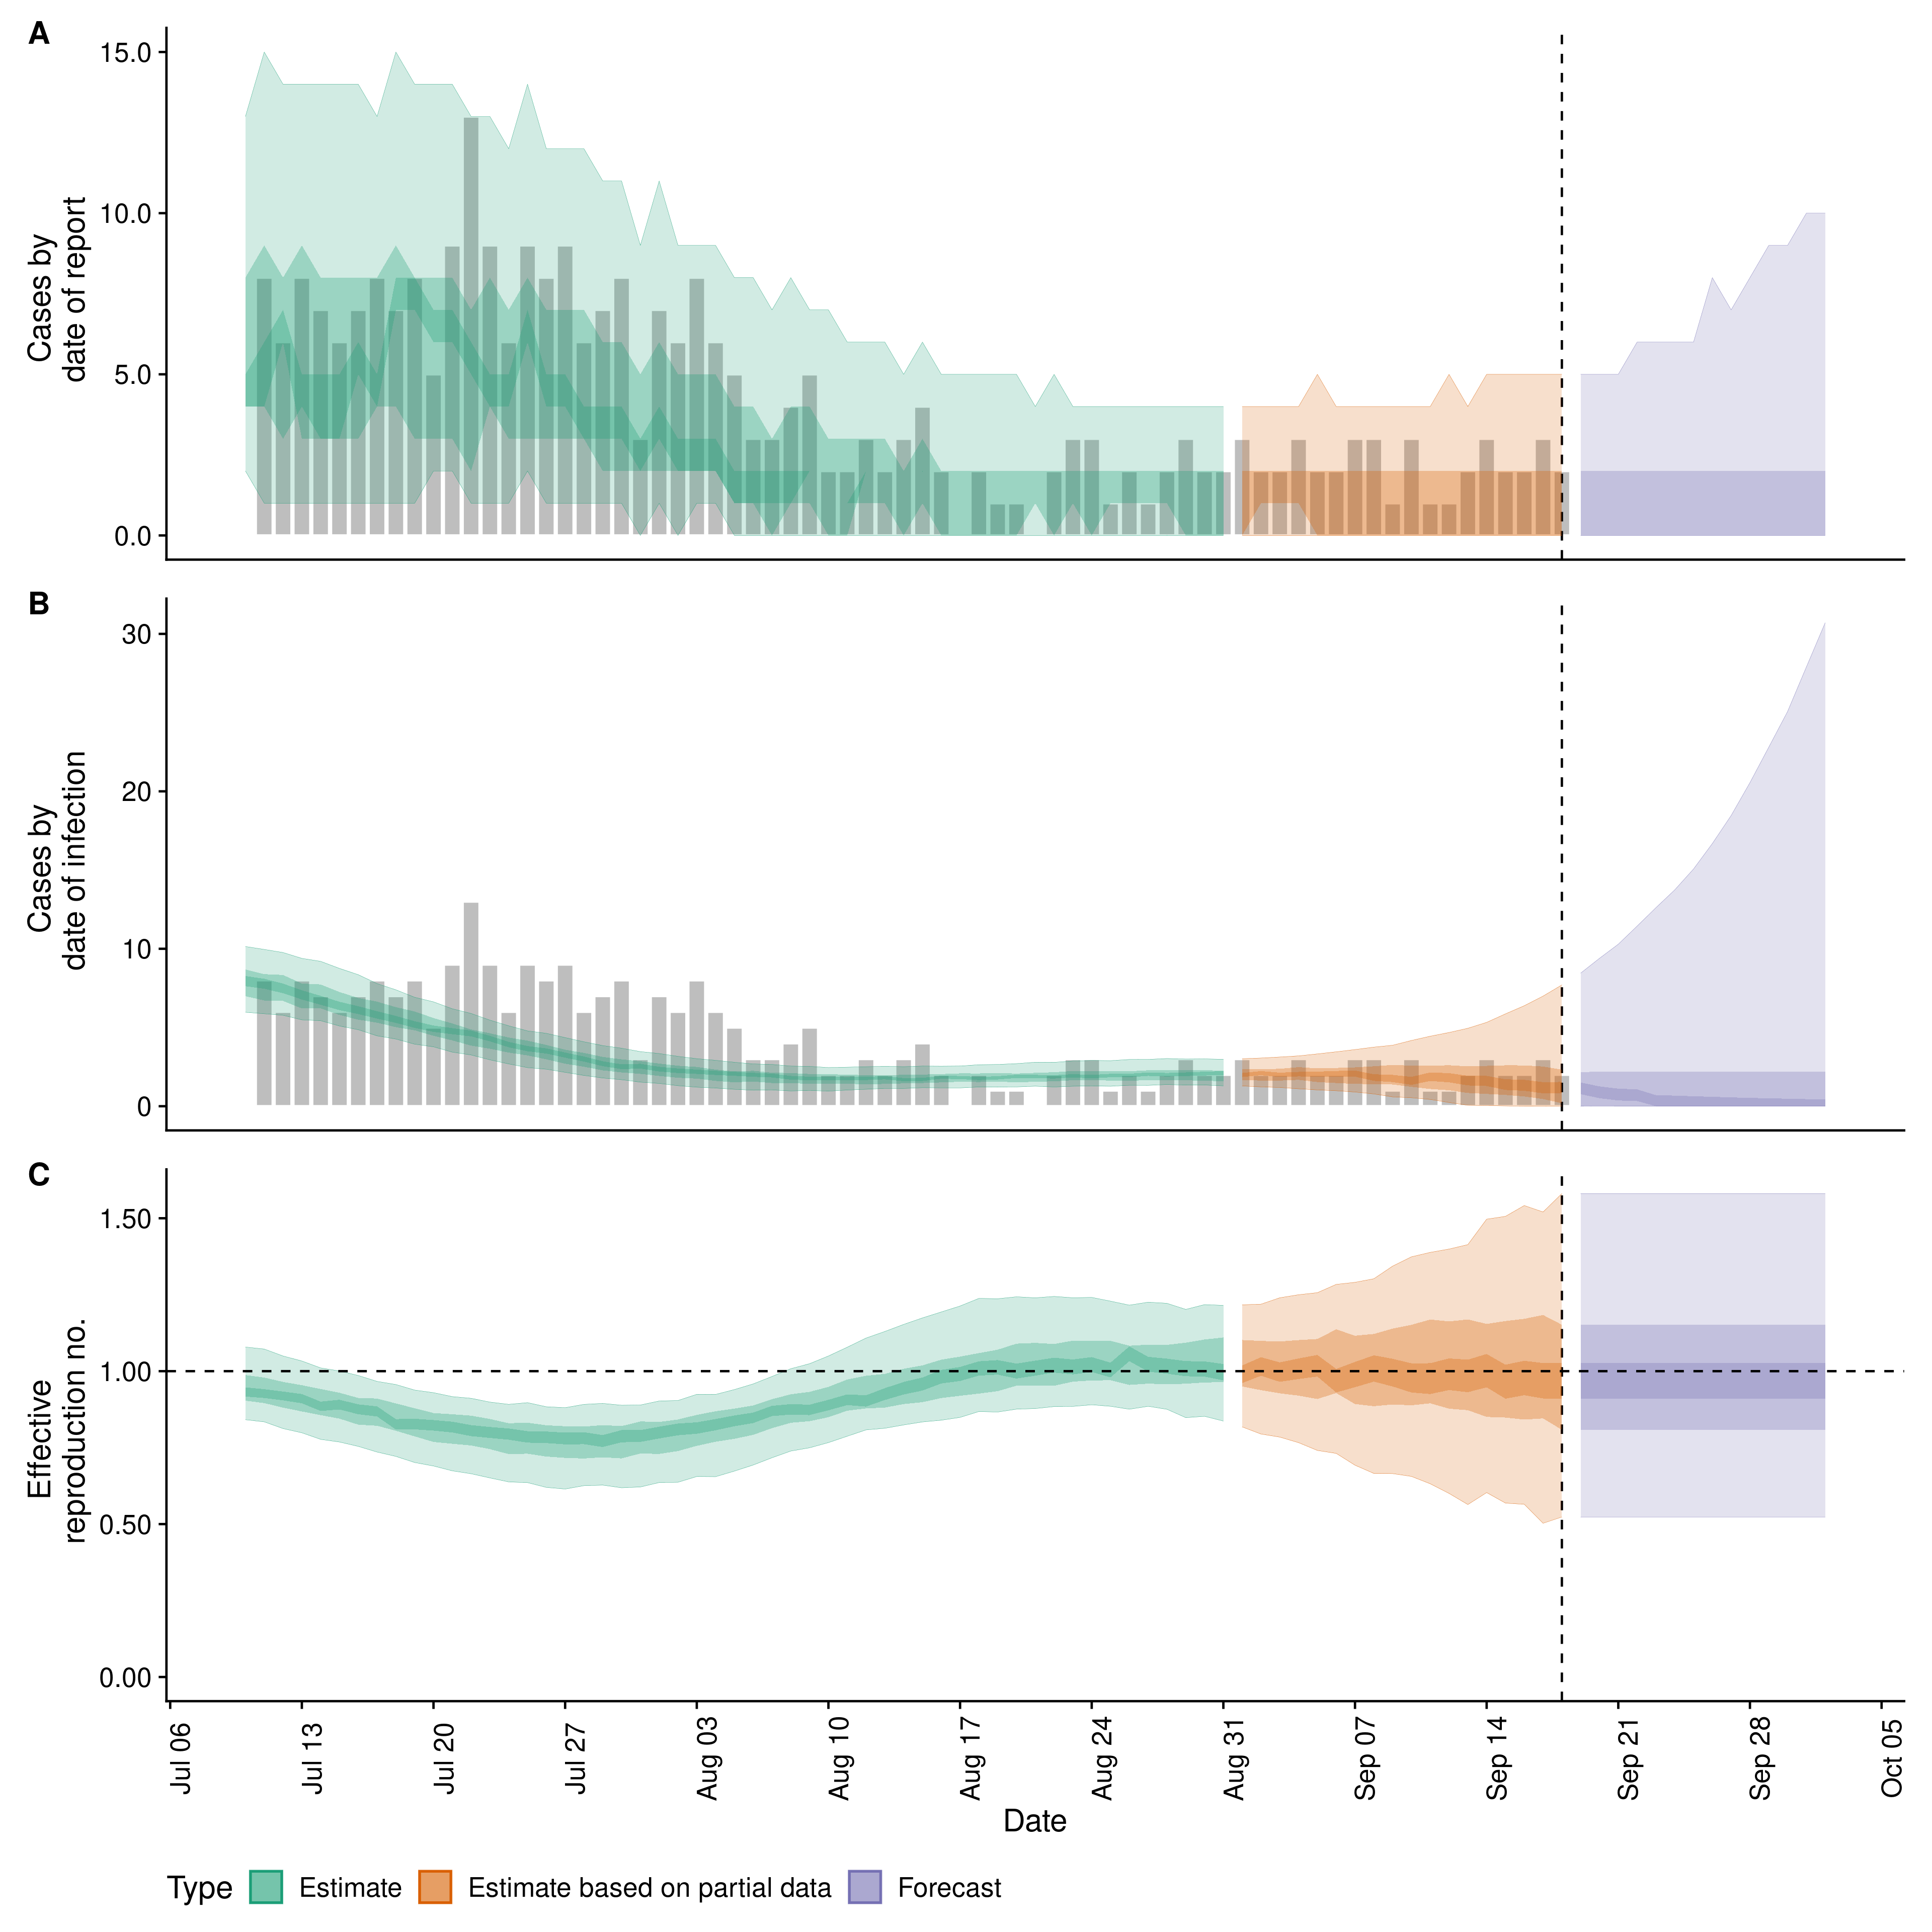 A
Cases by
date of report
15.0
10.0
5.0
0.0
B
Cases by
date of infection
30
20
10
0
C
Effective
reproduction no.
1.50
1.00
0.50
0.00
Jul 06
Jul 13
Jul 20
Jul 27
Aug 03
Aug 10
Aug 17
Aug 24
Aug 31
Sep 07
Sep 14
Sep 21
Sep 28
Oct 05
Date
Type Estimate Estimate based on partial data Forecast